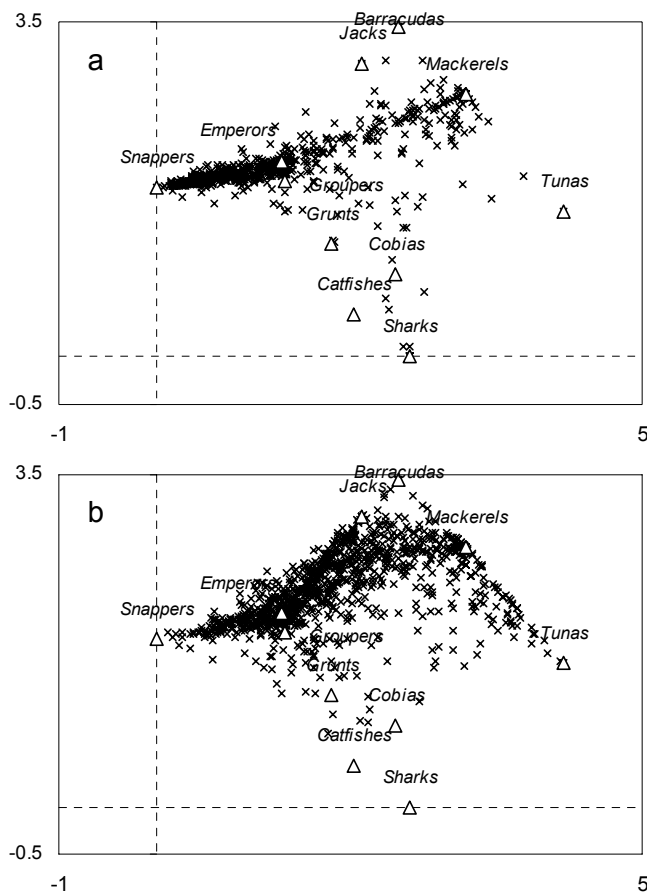 3.5
Barracudas
Jacks
a
Mackerels
Emperors
Snappers
Groupers
Tunas
Grunts
Cobias
Catfishes
Sharks
-0.5
-1
5
3.5
Barracudas
Jacks
b
Mackerels
Emperors
Snappers
Groupers
Tunas
Grunts
Cobias
Catfishes
Sharks
-0.5
-1
5